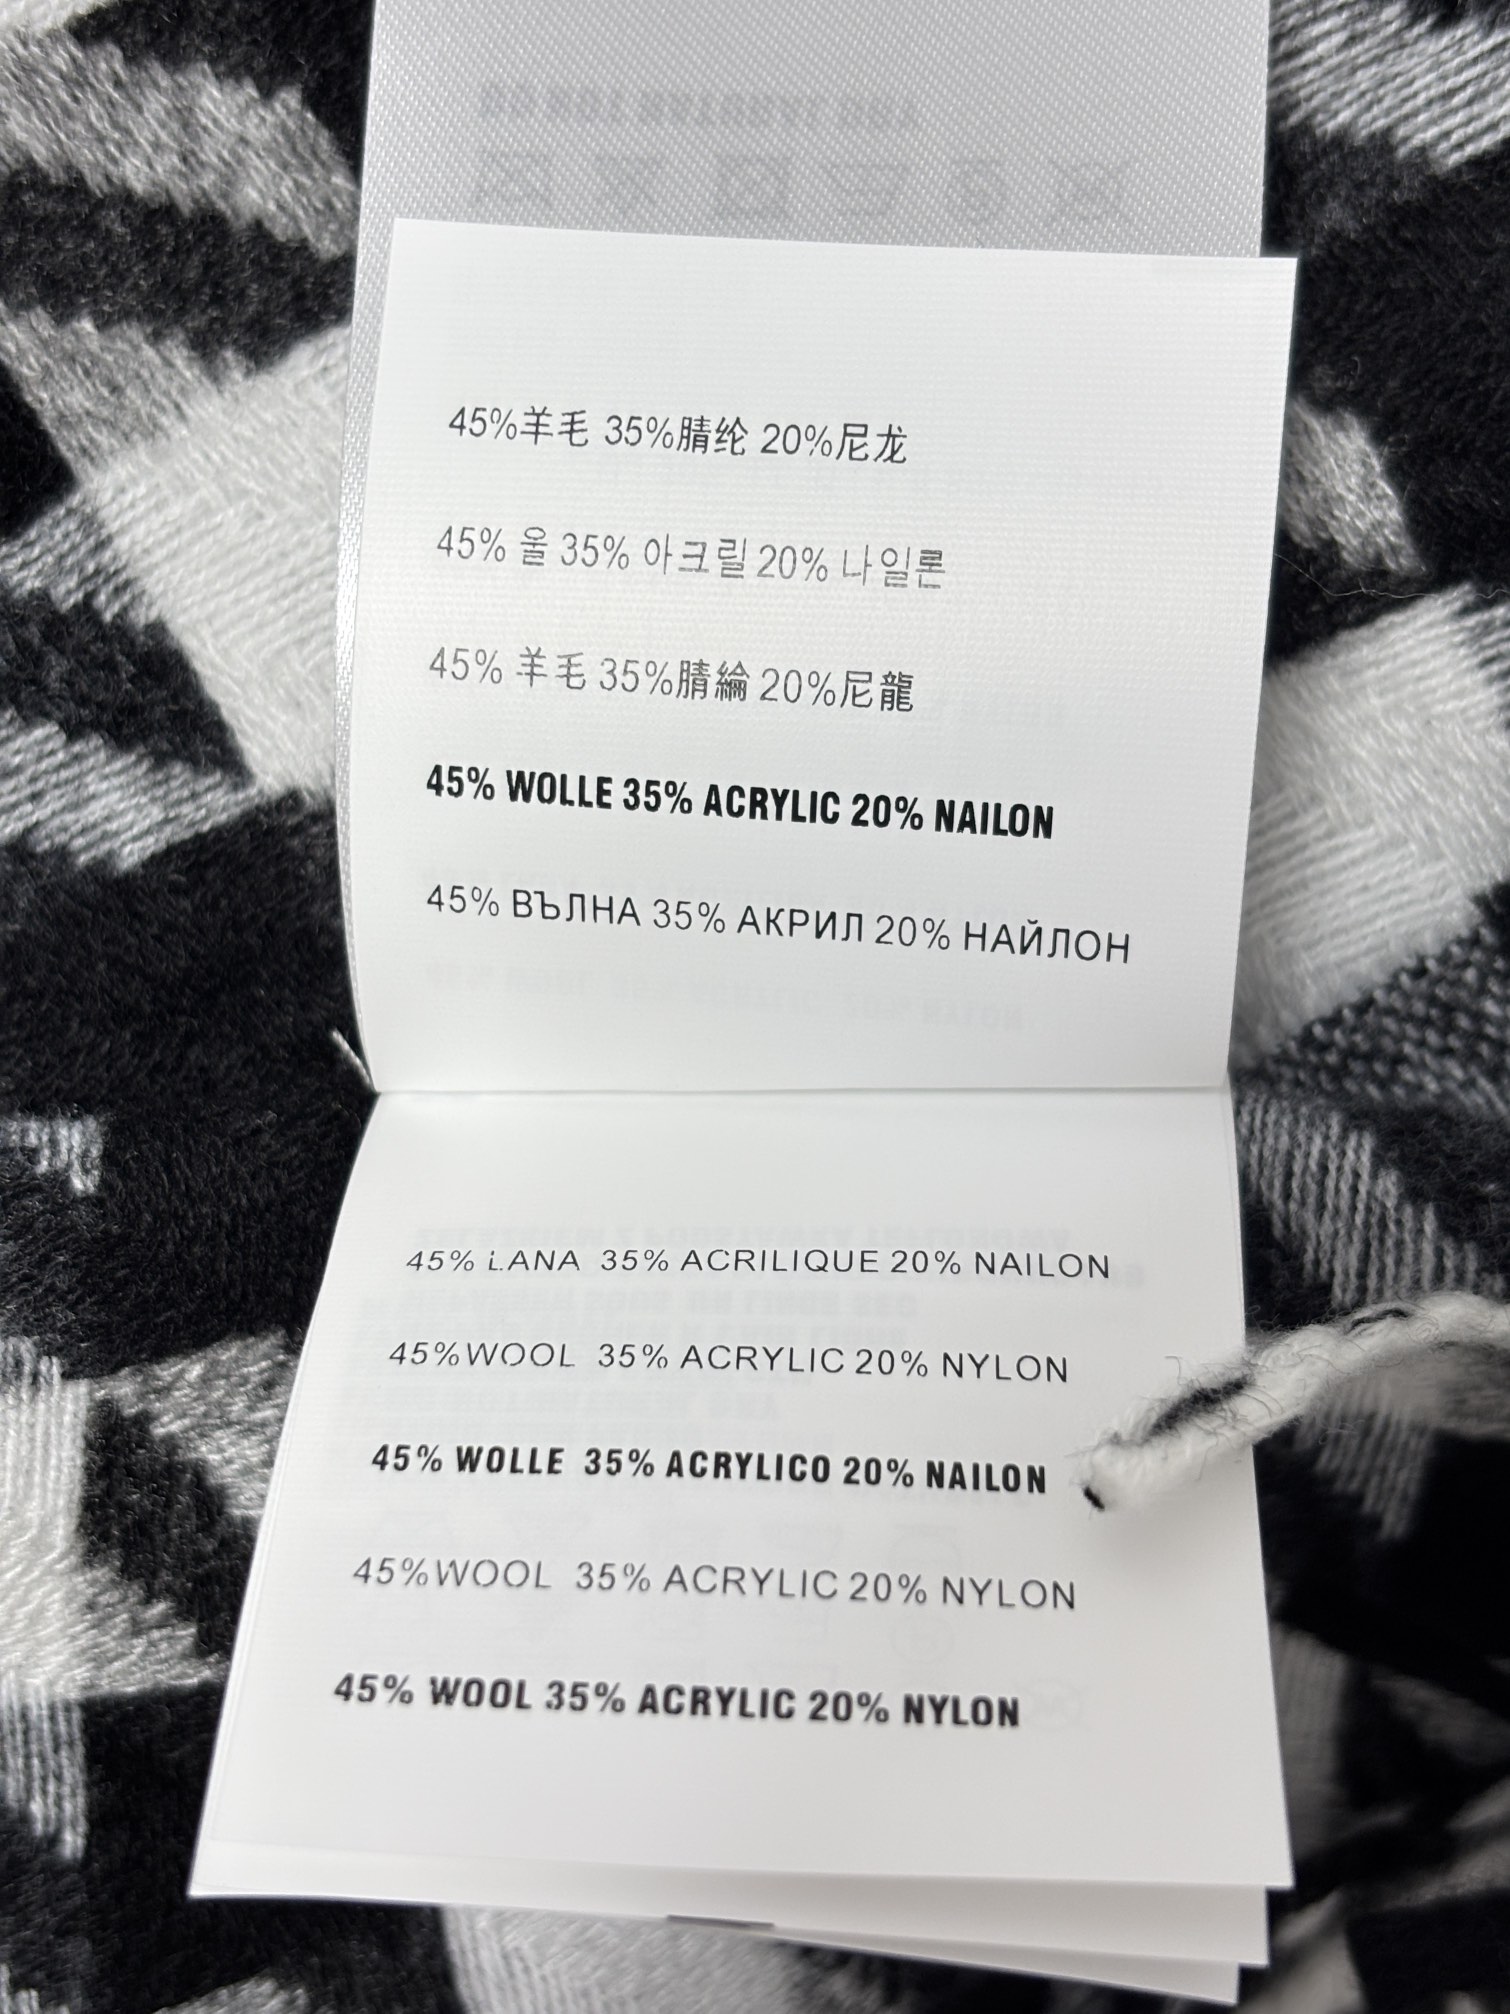 45%羊毛 35%腈纶 20%尼龙
45% 울 35% 아크릴 20% 나일론
45% 羊毛 35%腈綸 20%尼龍
45% WOLLE 35% ACRYLIC 20% NAILON
45% ВЪЛНА 35% АКРИЛ 20% НАЙЛОН
45% LANA 35% ACRILIQUE 20% NAILON
45%WOOL 35% ACRYLIC 20% NYLON
45% WOLLE 35% ACRYLICO 20% NAILON
45%WOOL 35% ACRYLIC 20% NYLON
45% WOOL 35% ACRYLIC 20% NYLON